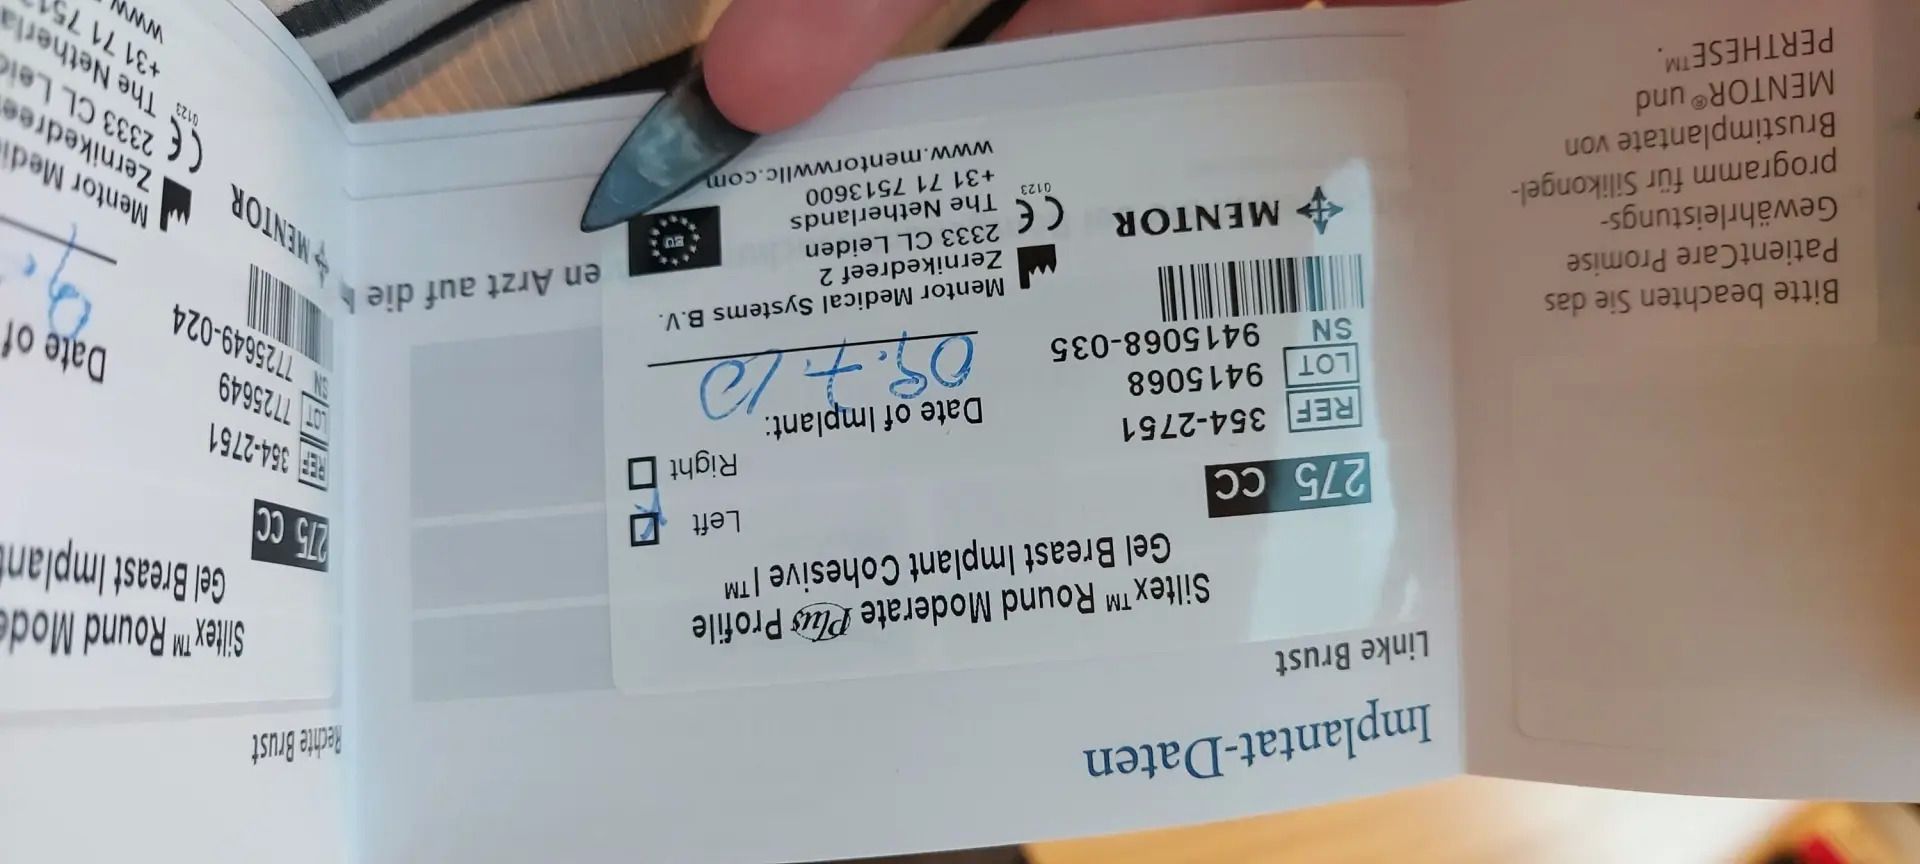 Implantat-Daten
Linke Brust
Siltex™ Round Moderate Plus Profile
Gel Breast Implant Cohesive I™
275 CC
Left
Right
REF 354-2751
LOT 9415068
SN 9415068-035
Date of Implant:
MENTOR
Mentor Medical Systems B.V.
Zernikedreef 2
2333 CL Leiden
The Netherlands
+31 71 7513600
www.mentorwwllc.com
CE
0123
EU
en Arzt auf die
Rechte Brust
Siltex™ Round Mode
Gel Breast Implant
275 CC
REF 354-2751
LOT 7725649
SN 7725649-024
Date of
MENTOR
Mentor Medi
Zernikedree
2333 CL Leid
The Netherla
+31 71 751
www
CE
0123
Bitte beachten Sie das
PatientCare Promise
Gewährleistungs-
programm für Silikongel-
Brustimplantate von
MENTOR® und
PERTHESE™.